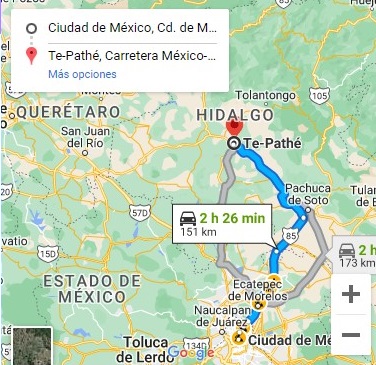 Ciudad de México, Cd. de M...
Te-Pathé, Carretera México-...
Más opciones
Tolantongo
QUERÉTARO
HIDALGO
105
San Juan
del Río
Te-Pathé
Pachuca
de Soto
57D
2 h 26 min
151 km
85
2 h
173 km
ESTADO DE
MÉXICO
Ecatepec
de Morelos
Naucalpan
de Juárez
Toluca
de Lerdo
134D
Google
Ciudad de Mé
+
−